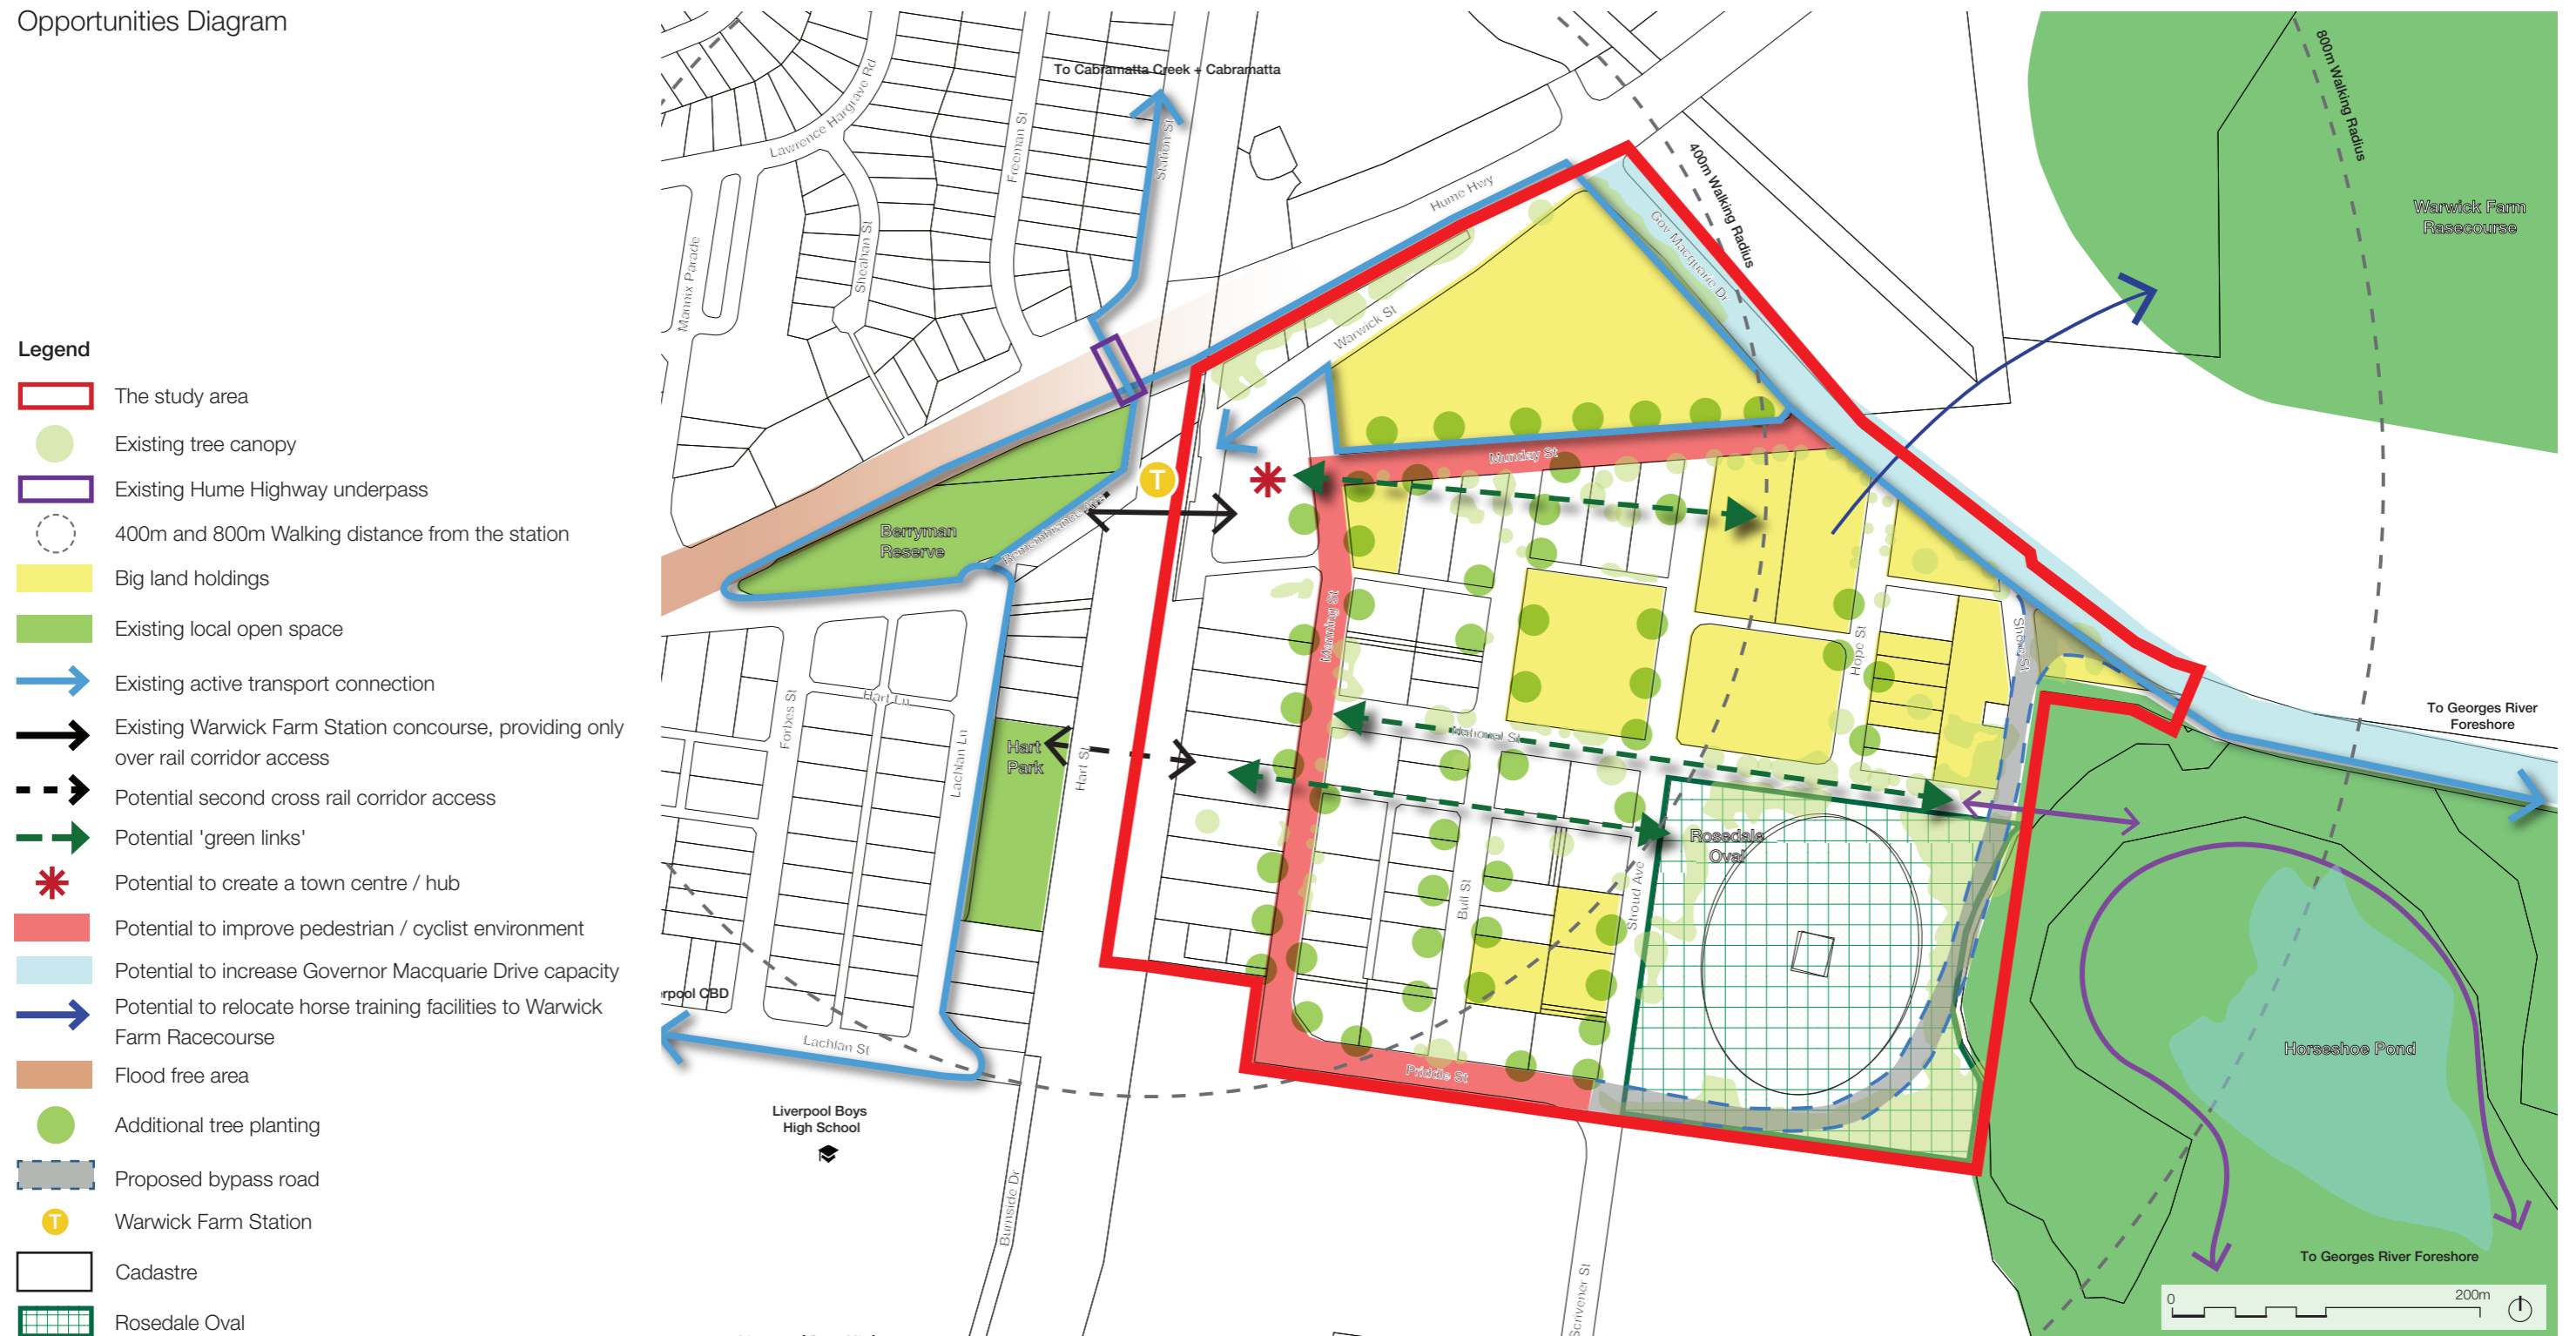 Opportunities Diagram
Legend
The study area
Existing tree canopy
Existing Hume Highway underpass
400m and 800m Walking distance from the station
Big land holdings
Existing local open space
Existing active transport connection
Existing Warwick Farm Station concourse, providing only
over rail corridor access
Potential second cross rail corridor access
Potential 'green links'
Potential to create a town centre / hub
Potential to improve pedestrian / cyclist environment
Potential to increase Governor Macquarie Drive capacity
Potential to relocate horse training facilities to Warwick
Farm Racecourse
Flood free area
Additional tree planting
Proposed bypass road
T
Warwick Farm Station
Cadastre
Rosedale Oval
To Cabramatta Creek + Cabramatta
Lawrence Hargrave Rd
Freeman St
Station St
Sheahan St
Mannix Parade
Hume Hwy
Warwick St
Gov Macquarie Dr
400m Walking Radius
800m Walking Radius
Warwick Farm
Rasecourse
T
Munday St
Berryman
Reserve
Manning St
Hope St
Shore St
Forbes St
Hart Ln
Lachlan Ln
Hart
Park
Hart St
National St
To Georges River
Foreshore
Rosedale
Oval
Bull St
Stroud Ave
rpool CBD
Lachlan St
Priddle St
Horseshoe Pond
Liverpool Boys
High School
Burnside Dr
Scrivener St
To Georges River Foreshore
0
200m